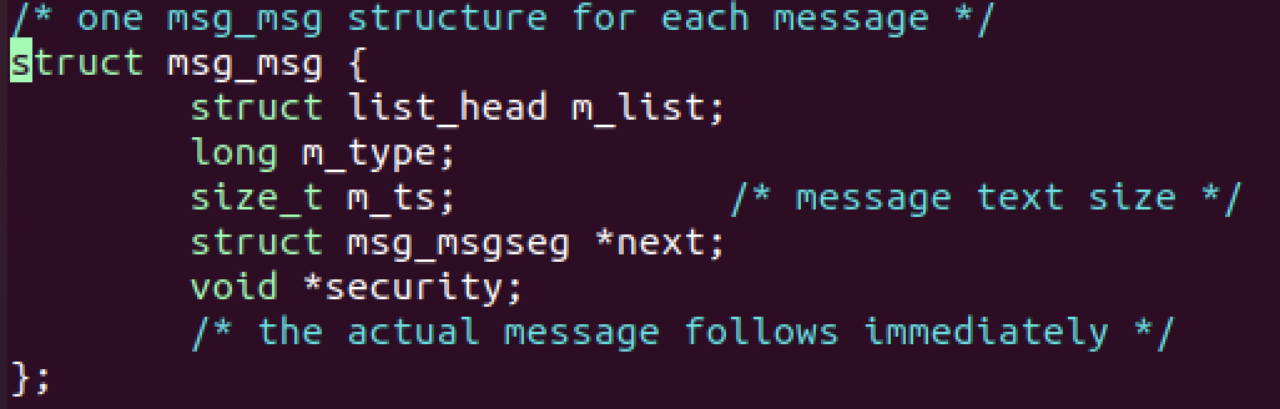 /* one msg_msg structure for each message */
struct msg_msg {
        struct list_head m_list;
        long m_type;
        size_t m_ts;            /* message text size */
        struct msg_msgseg *next;
        void *security;
        /* the actual message follows immediately */
};